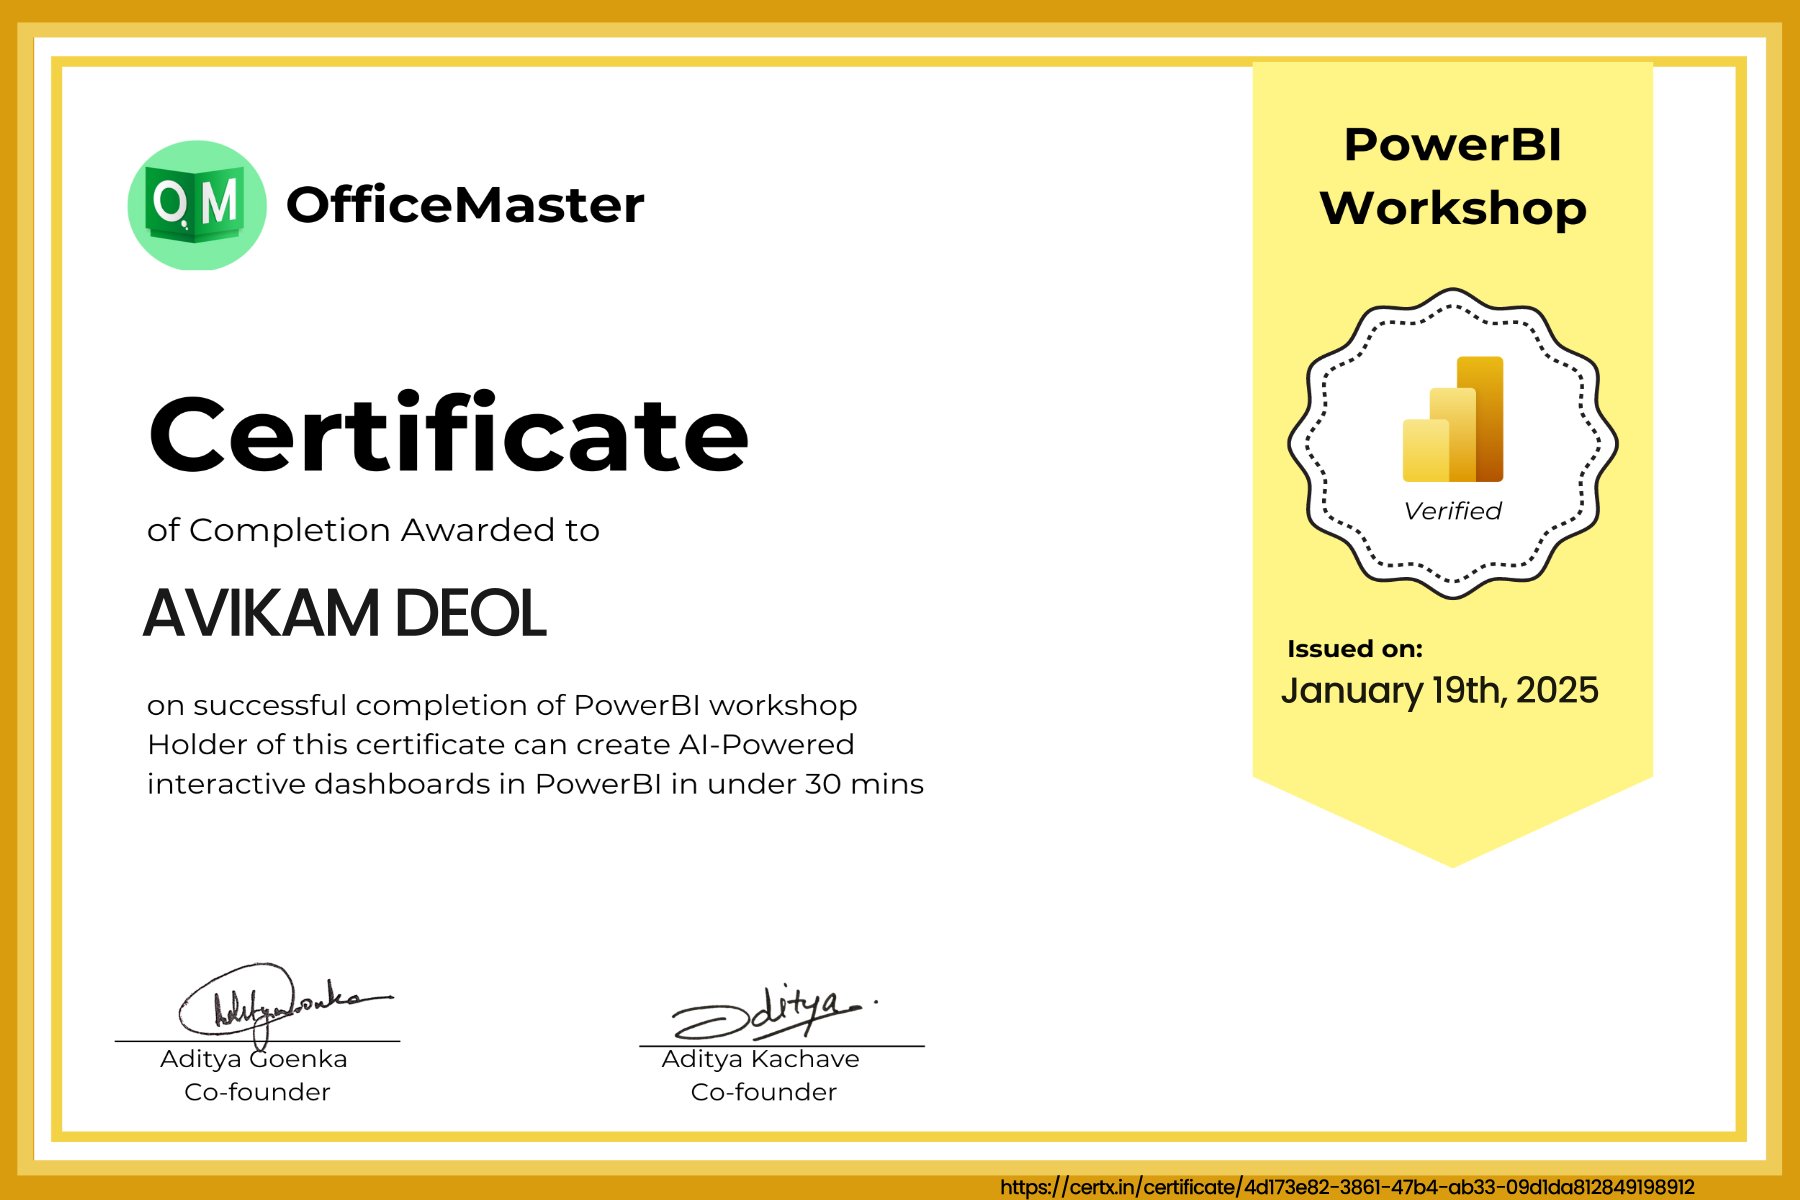 OM
OfficeMaster
Certificate
of Completion Awarded to
AVIKAM DEOL
on successful completion of PowerBI workshop
Holder of this certificate can create AI-Powered
interactive dashboards in PowerBI in under 30 mins
PowerBI
Workshop
Verified
Issued on:
January 19th, 2025
Aditya Goenka
Aditya Goenka
Co-founder
Aditya
Aditya Kachave
Co-founder
https://certx.in/certificate/4d173e82-3861-47b4-ab33-09d1da812849198912